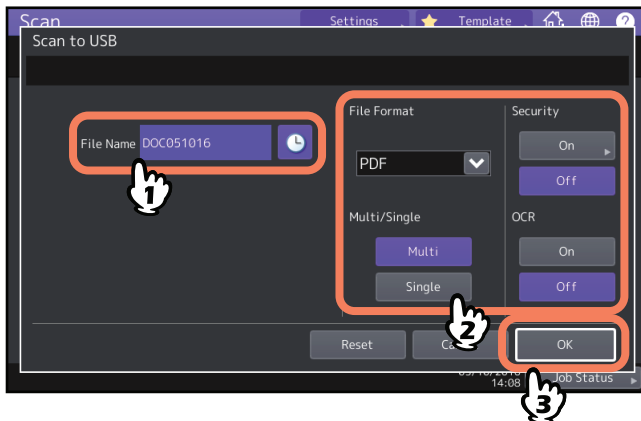 Scan Settings Template
Scan to USB
File Name DOC051016
1
File Format
PDF
Multi/Single
Multi
Single
2
Security
On
Off
OCR
On
Off
Reset
OK
3
14:08
Job Status